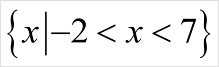 {x|−2 < x < 7}